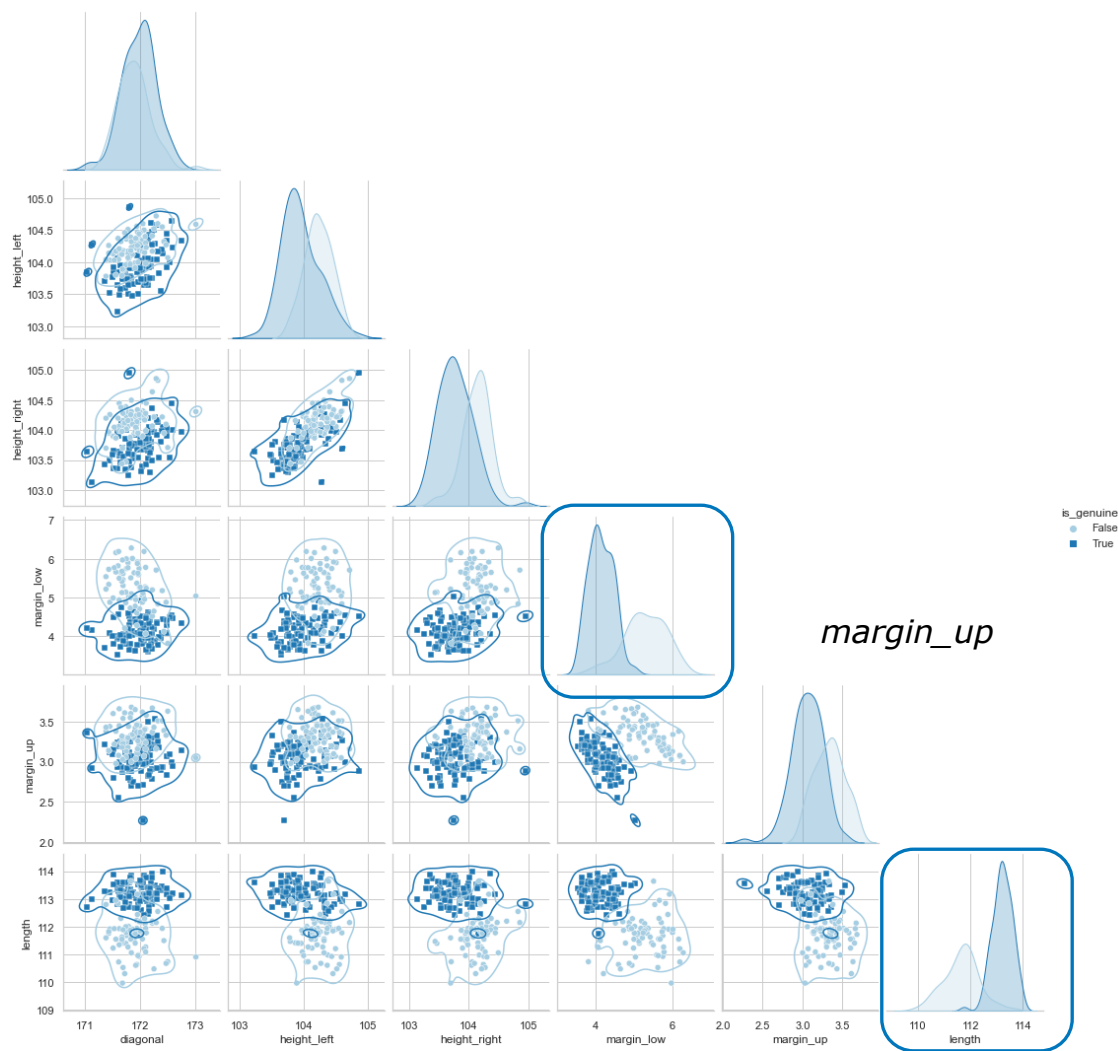 105.0
104.5
104.0
103.5
103.0
height_left
105.0
104.5
104.0
103.5
103.0
height_right
7
6
5
4
margin_low
is_genuine
False
True
margin_up
3.5
3.0
2.5
2.0
margin_up
114
113
112
111
110
109
length
171 172 173
diagonal
103 104 105
height_left
103 104 105
height_right
4 6
margin_low
2.0 2.5 3.0 3.5
margin_up
110 112 114
length